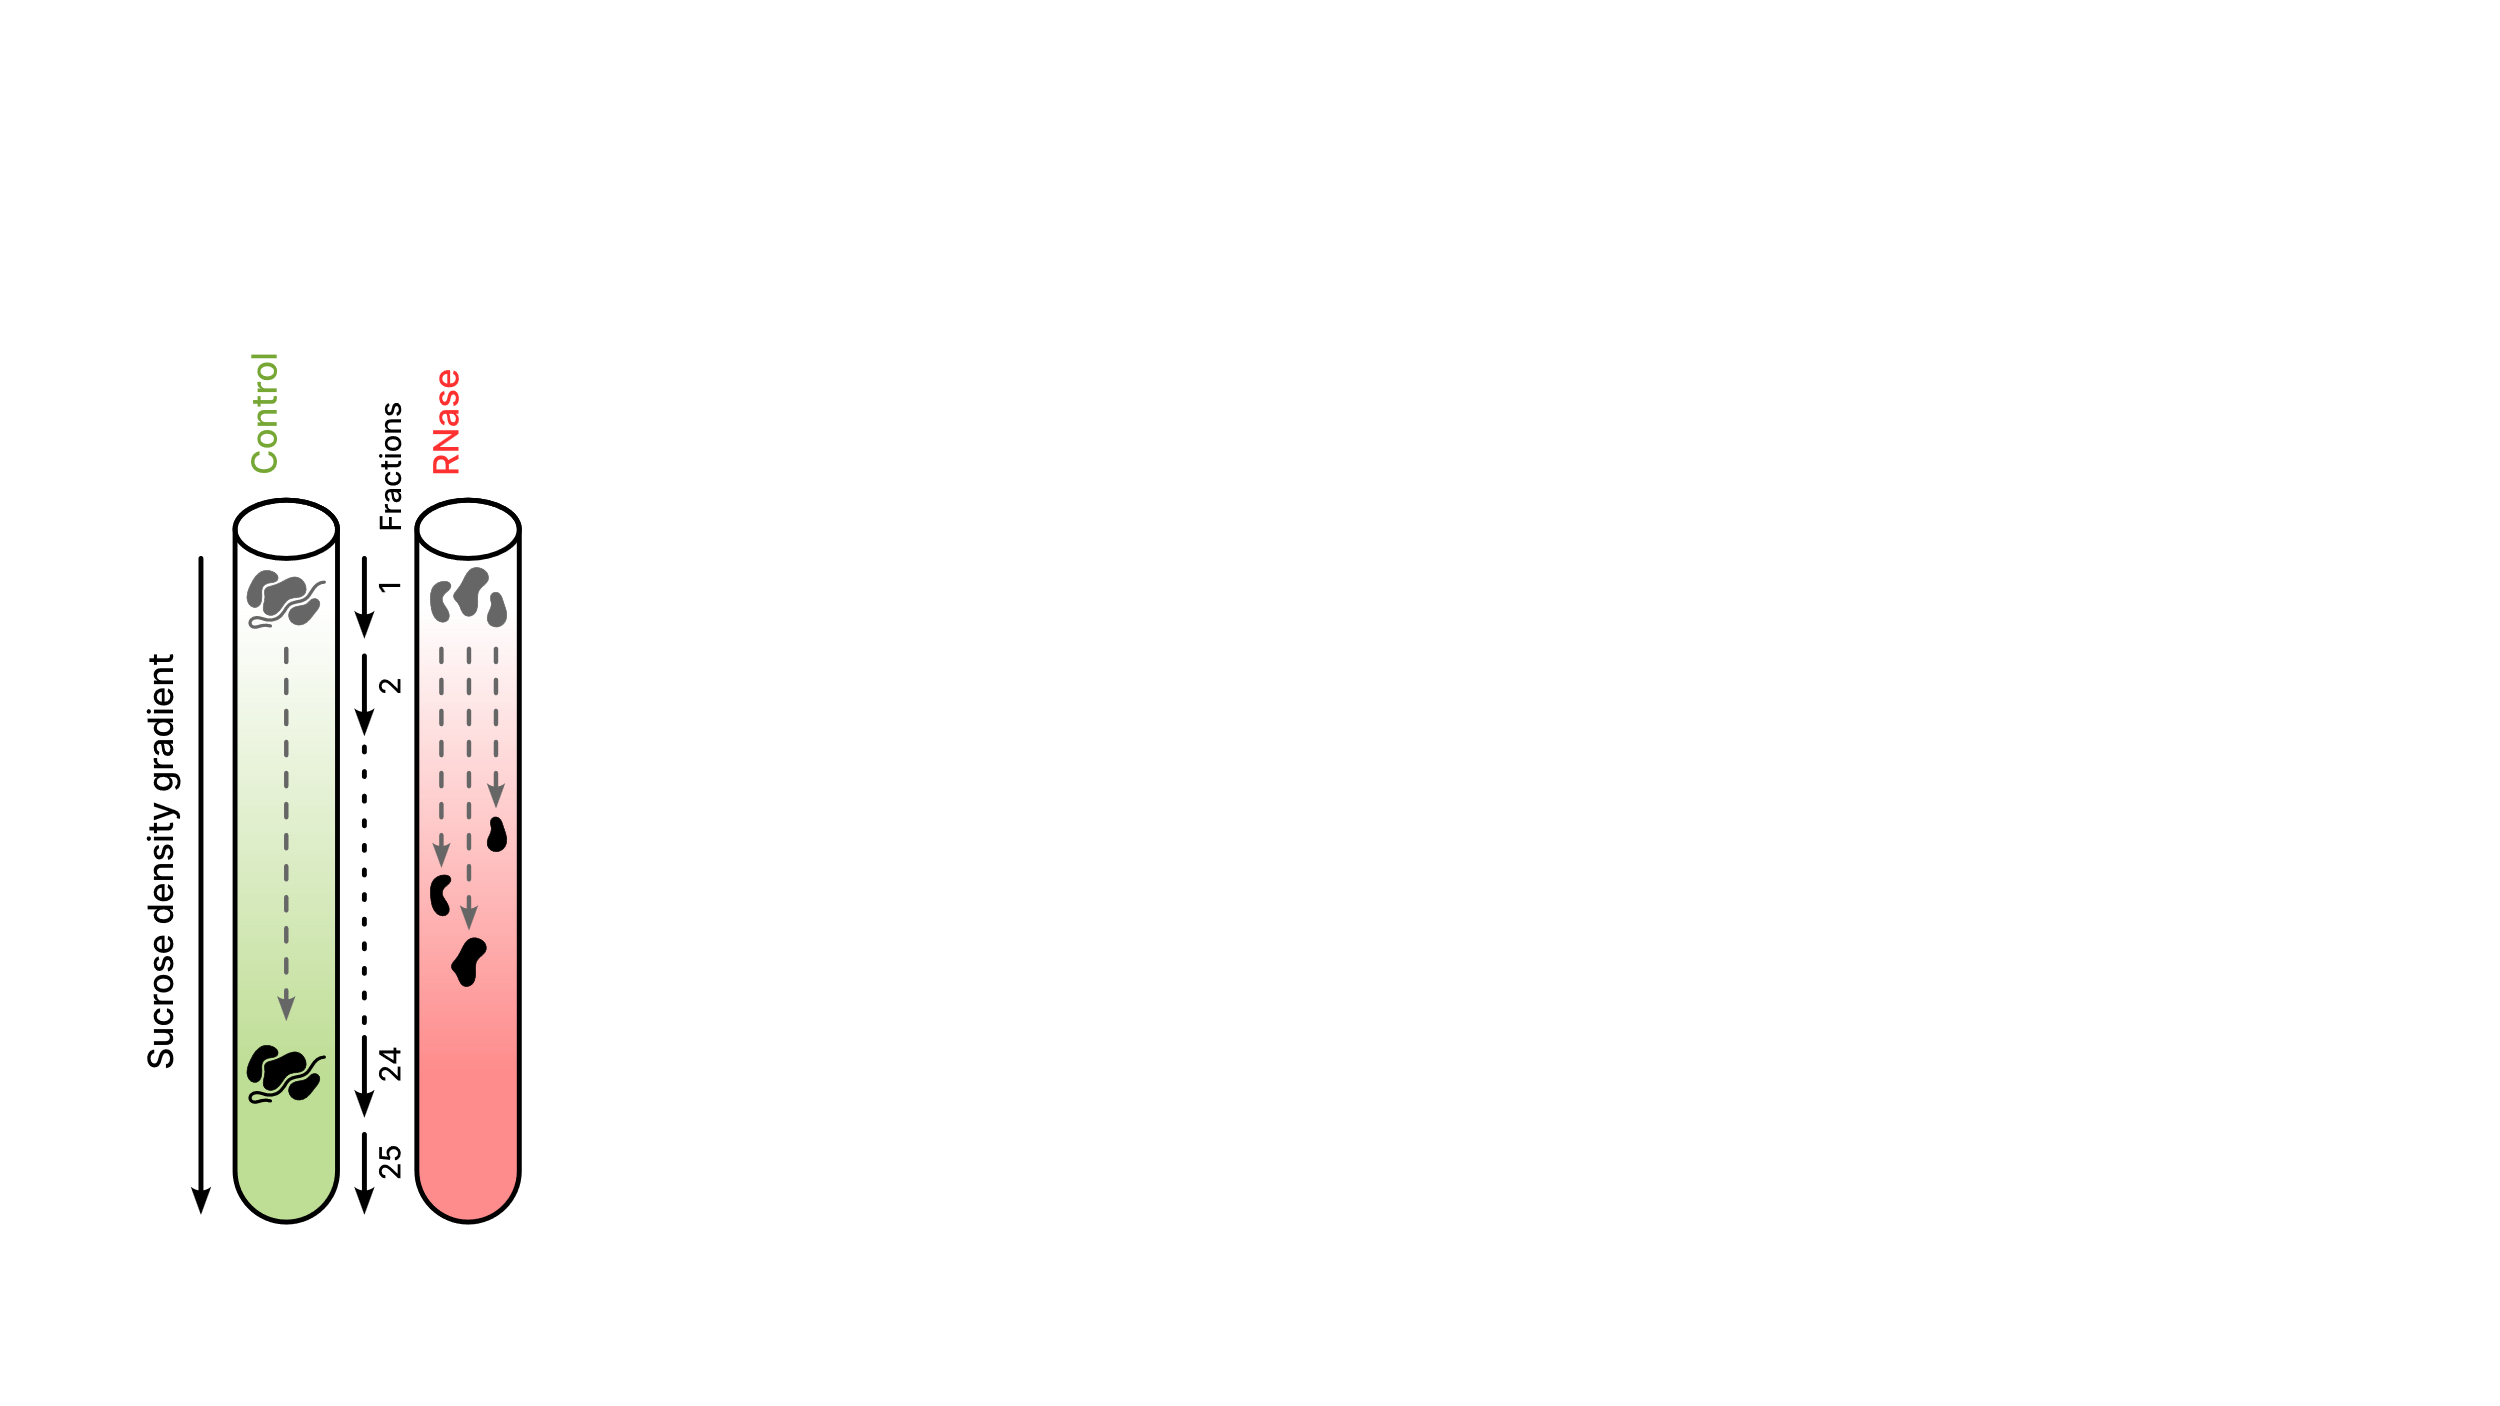 Sucrose density gradient
Control
Fractions
1
2
24
25
RNase